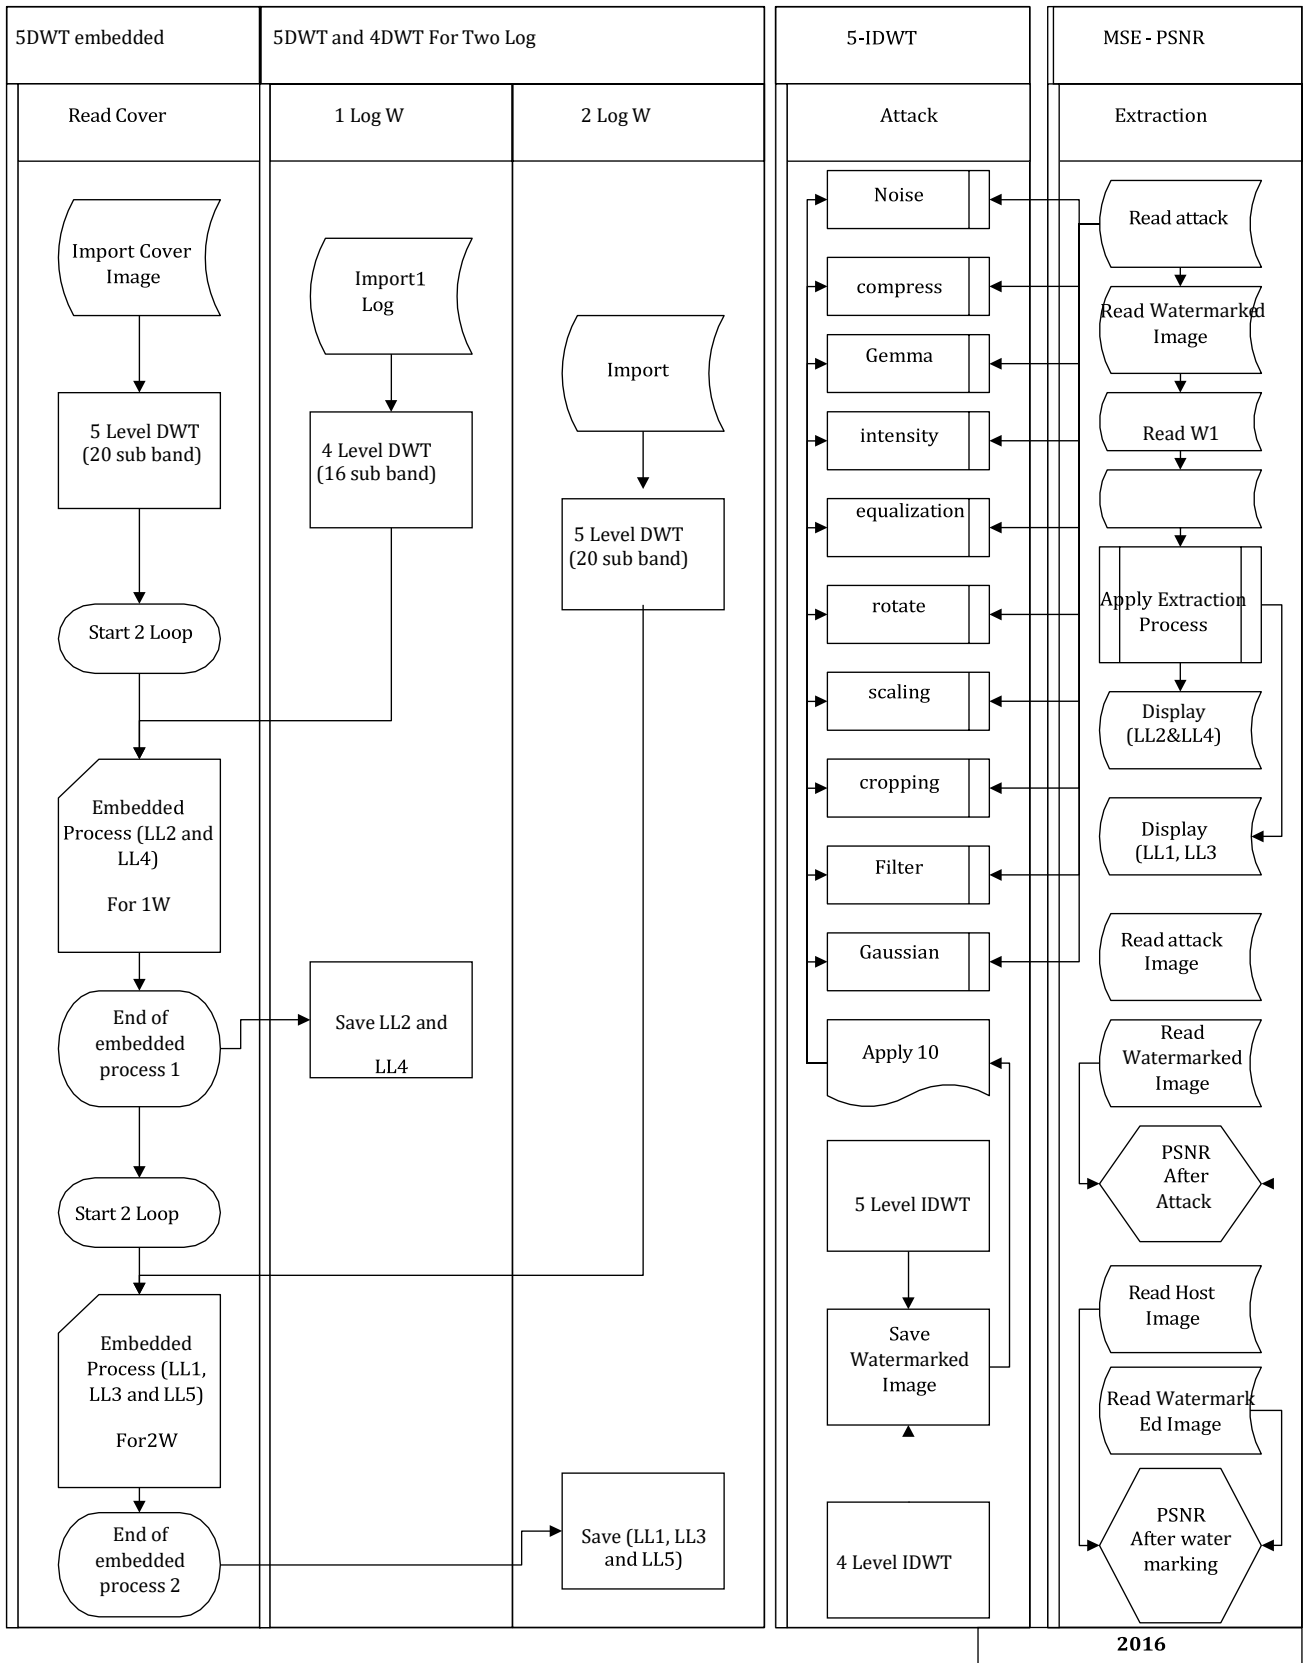 5DWT embedded
5DWT and 4DWT For Two Log
5-IDWT
MSE - PSNR
Read Cover
1 Log W
2 Log W
Attack
Extraction
Import Cover
Image
5 Level DWT
(20 sub band)
Start 2 Loop
Embedded
Process (LL2 and
LL4)
For 1W
End of
embedded
process 1
Start 2 Loop
Embedded
Process (LL1,
LL3 and LL5)
For2W
End of
embedded
process 2
Import1
Log
4 Level DWT
(16 sub band)
Save LL2 and
LL4
Import
5 Level DWT
(20 sub band)
Save (LL1, LL3
and LL5)
Noise
compress
Gemma
intensity
equalization
rotate
scaling
cropping
Filter
Gaussian
Apply 10
5 Level IDWT
Save
Watermarked
Image
4 Level IDWT
Read attack
Read Watermarked
Image
Read W1
Apply Extraction
Process
Display
(LL2&LL4)
Display
(LL1, LL3
Read attack
Image
Read
Watermarked
Image
PSNR
After
Attack
Read Host
Image
Read Watermark
Ed Image
PSNR
After water
marking
2016